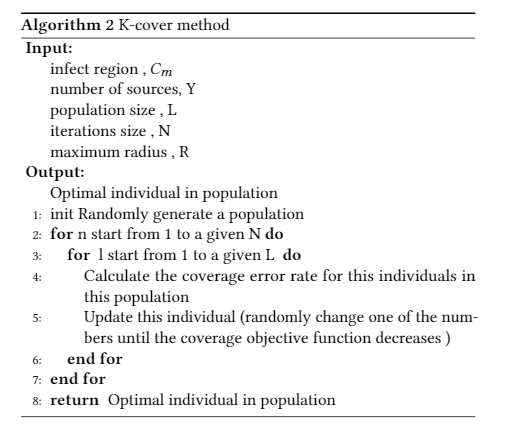 Algorithm 2 K-cover method
Input:
infect region , Cm
number of sources, Y
population size , L
iterations size , N
maximum radius , R
Output:
Optimal individual in population
1: init Randomly generate a population
2: for n start from 1 to a given N do
3: for l start from 1 to a given L do
4: Calculate the coverage error rate for this individuals in
this population
5: Update this individual (randomly change one of the num-
bers until the coverage objective function decreases )
6: end for
7: end for
8: return Optimal individual in population